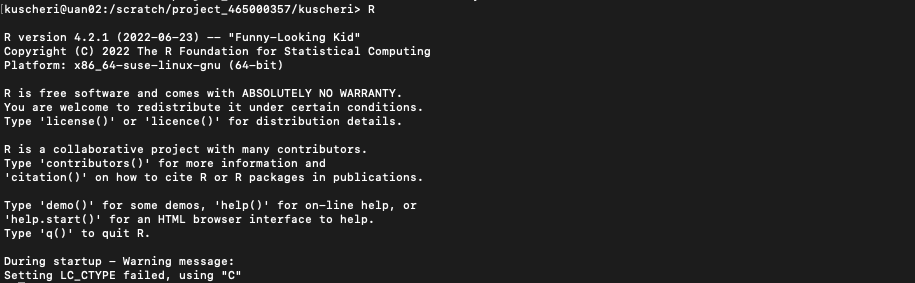 [kuscheri@uan02:/scratch/project_465000357/kuscheri> R
R version 4.2.1 (2022-06-23) -- "Funny-Looking Kid"
Copyright (C) 2022 The R Foundation for Statistical Computing
Platform: x86_64-suse-linux-gnu (64-bit)
R is free software and comes with ABSOLUTELY NO WARRANTY.
You are welcome to redistribute it under certain conditions.
Type 'license()' or 'licence()' for distribution details.
R is a collaborative project with many contributors.
Type 'contributors()' for more information and
'citation()' on how to cite R or R packages in publications.
Type 'demo()' for some demos, 'help()' for on-line help, or
'help.start()' for an HTML browser interface to help.
Type 'q()' to quit R.
During startup - Warning message:
Setting LC_CTYPE failed, using "C"